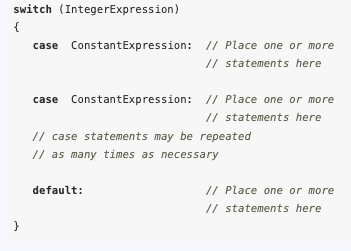 switch (IntegerExpression)
{
case ConstantExpression: // Place one or more
// statements here
case ConstantExpression: // Place one or more
// statements here
// case statements may be repeated
// as many times as necessary
default: // Place one or more
// statements here
}